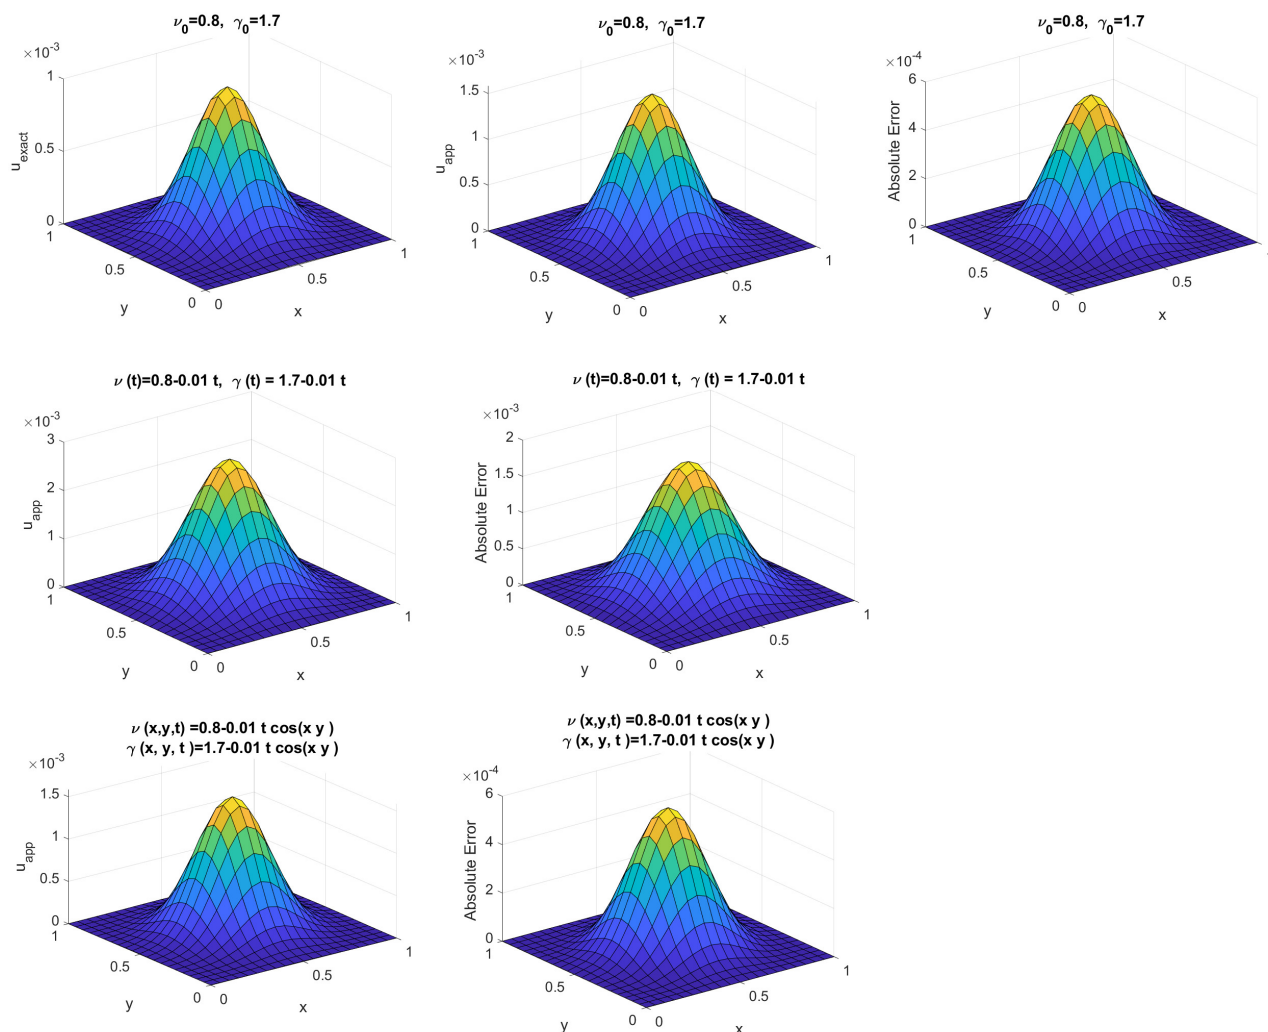 ν₀=0.8, γ₀=1.7
×10⁻³
1
0.5
0
u_exact
1
0.5
0
y
0
0.5
1
x
ν₀=0.8, γ₀=1.7
×10⁻³
1.5
1
0.5
0
u_app
1
0.5
0
y
0
0.5
1
x
ν₀=0.8, γ₀=1.7
×10⁻⁴
6
4
2
0
Absolute Error
1
0.5
0
y
0
0.5
x
ν (t)=0.8-0.01 t, γ (t) = 1.7-0.01 t
×10⁻³
3
2
1
0
u_app
1
0.5
0
y
0
0.5
1
x
ν (t)=0.8-0.01 t, γ (t) = 1.7-0.01 t
×10⁻³
2
1.5
1
0.5
0
Absolute Error
1
0.5
0
y
0
0.5
1
x
ν (x,y,t) =0.8-0.01 t cos(x y )
γ (x, y, t )=1.7-0.01 t cos(x y )
×10⁻³
1.5
1
0.5
0
u_app
1
0.5
0
y
0
0.5
1
x
ν (x,y,t) =0.8-0.01 t cos(x y )
γ (x, y, t )=1.7-0.01 t cos(x y )
×10⁻⁴
6
4
2
0
Absolute Error
1
0.5
0
y
0
0.5
1
x